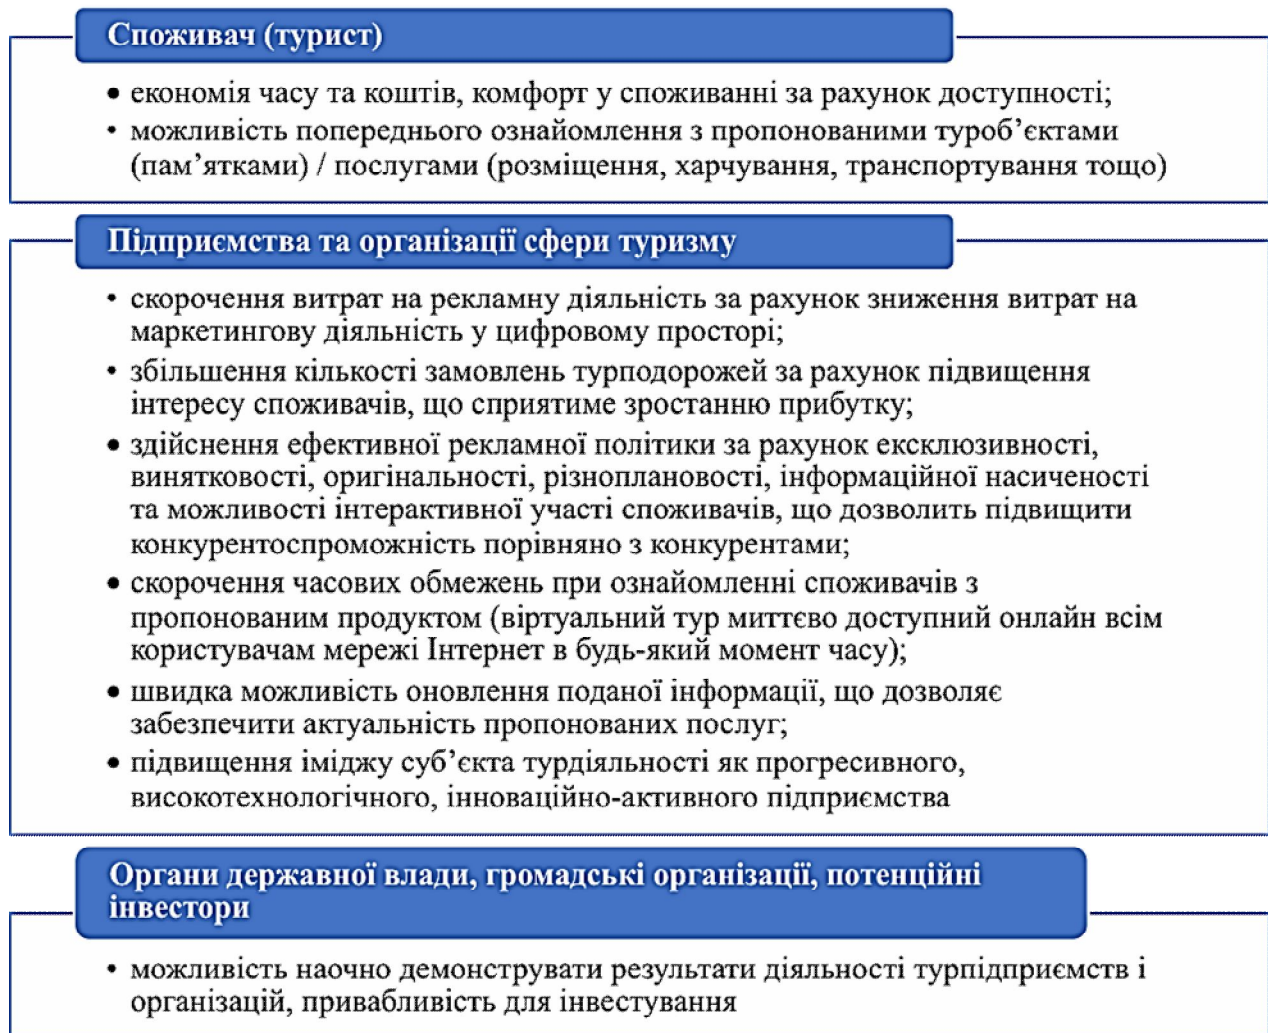 Споживач (турист)
• економія часу та коштів, комфорт у споживанні за рахунок доступності;
• можливість попереднього ознайомлення з пропонованими туроб’єктами
(пам’ятками) / послугами (розміщення, харчування, транспортування тощо)
Підприємства та організації сфери туризму
• скорочення витрат на рекламну діяльність за рахунок зниження витрат на
маркетингову діяльність у цифровому просторі;
• збільшення кількості замовлень турподорожей за рахунок підвищення
інтересу споживачів, що сприятиме зростанню прибутку;
• здійснення ефективної рекламної політики за рахунок ексклюзивності,
винятковості, оригінальності, різноплановості, інформаційної насиченості
та можливості інтерактивної участі споживачів, що дозволить підвищити
конкурентоспроможність порівняно з конкурентами;
• скорочення часових обмежень при ознайомленні споживачів з
пропонованим продуктом (віртуальний тур миттєво доступний онлайн всім
користувачам мережі Інтернет в будь-який момент часу);
• швидка можливість оновлення поданої інформації, що дозволяє
забезпечити актуальність пропонованих послуг;
• підвищення іміджу суб’єкта турдіяльності як прогресивного,
високотехнологічного, інноваційно-активного підприємства
Органи державної влади, громадські організації, потенційні
інвестори
• можливість наочно демонструвати результати діяльності турпідприємств і
організацій, привабливість для інвестування